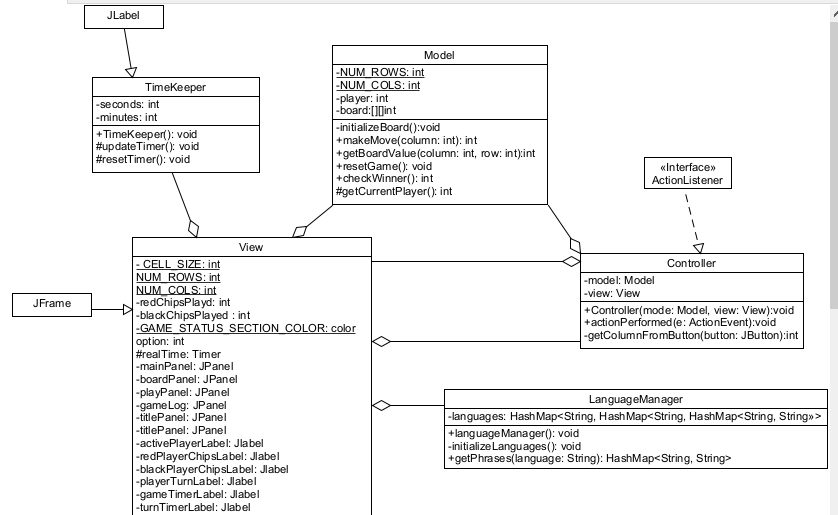 JLabel
TimeKeeper
-seconds: int
-minutes: int
+TimeKeeper(): void
#updateTimer(): void
#resetTimer(): void
Model
-NUM_ROWS: int
-NUM_COLS: int
-player: int
-board:[][]int
-initializeBoard():void
+makeMove(column: int): int
+getBoardValue(column: int, row: int):int
+resetGame(): void
+checkWinner(): int
#getCurrentPlayer(): int
«Interface»
ActionListener
View
- CELL_SIZE: int
NUM_ROWS: int
NUM_COLS: int
-redChipsPlayd: int
-blackChipsPlayed : int
-GAME_STATUS_SECTION_COLOR: color
option: int
#realTime: Timer
-mainPanel: JPanel
-boardPanel: JPanel
-playPanel: JPanel
-gameLog: JPanel
-titlePanel: JPanel
-titlePanel: JPanel
-activePlayerLabel: Jlabel
-redPlayerChipsLabel: Jlabel
-blackPlayerChipsLabel: Jlabel
-playerTurnLabel: Jlabel
-gameTimerLabel: Jlabel
-turnTimerLabel: Jlabel
JFrame
Controller
-model: Model
-view: View
+Controller(mode: Model, view: View):void
+actionPerformed(e: ActionEvent):void
-getColumnFromButton(button: JButton):int
LanguageManager
-languages: HashMap<String, HashMap<String, HashMap<String, String»>
+languageManager(): void
-initializeLanguages(): void
+getPhrases(language: String): HashMap<String, String>